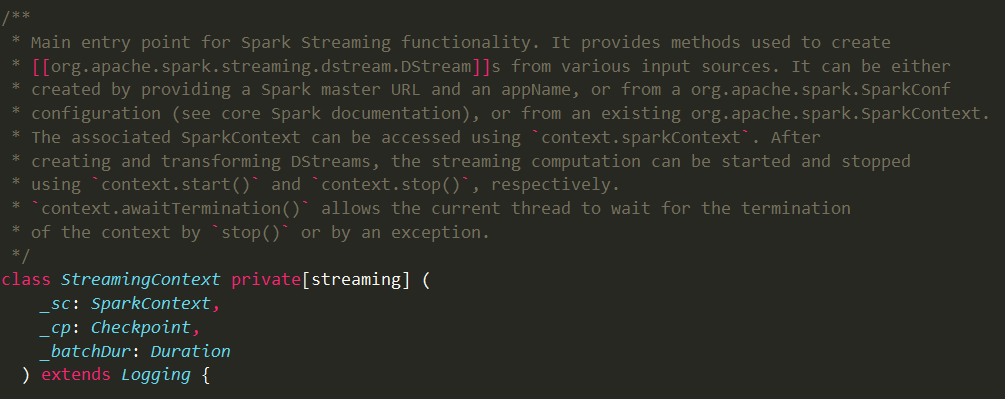 /**
 * Main entry point for Spark Streaming functionality. It provides methods used to create
 * [[org.apache.spark.streaming.dstream.DStream]]s from various input sources. It can be either
 * created by providing a Spark master URL and an appName, or from a org.apache.spark.SparkConf
 * configuration (see core Spark documentation), or from an existing org.apache.spark.SparkContext.
 * The associated SparkContext can be accessed using `context.sparkContext`. After
 * creating and transforming DStreams, the streaming computation can be started and stopped
 * using `context.start()` and `context.stop()`, respectively.
 * `context.awaitTermination()` allows the current thread to wait for the termination
 * of the context by `stop()` or by an exception.
 */
class StreamingContext private[streaming] (
    _sc: SparkContext,
    _cp: Checkpoint,
    _batchDur: Duration
  ) extends Logging {